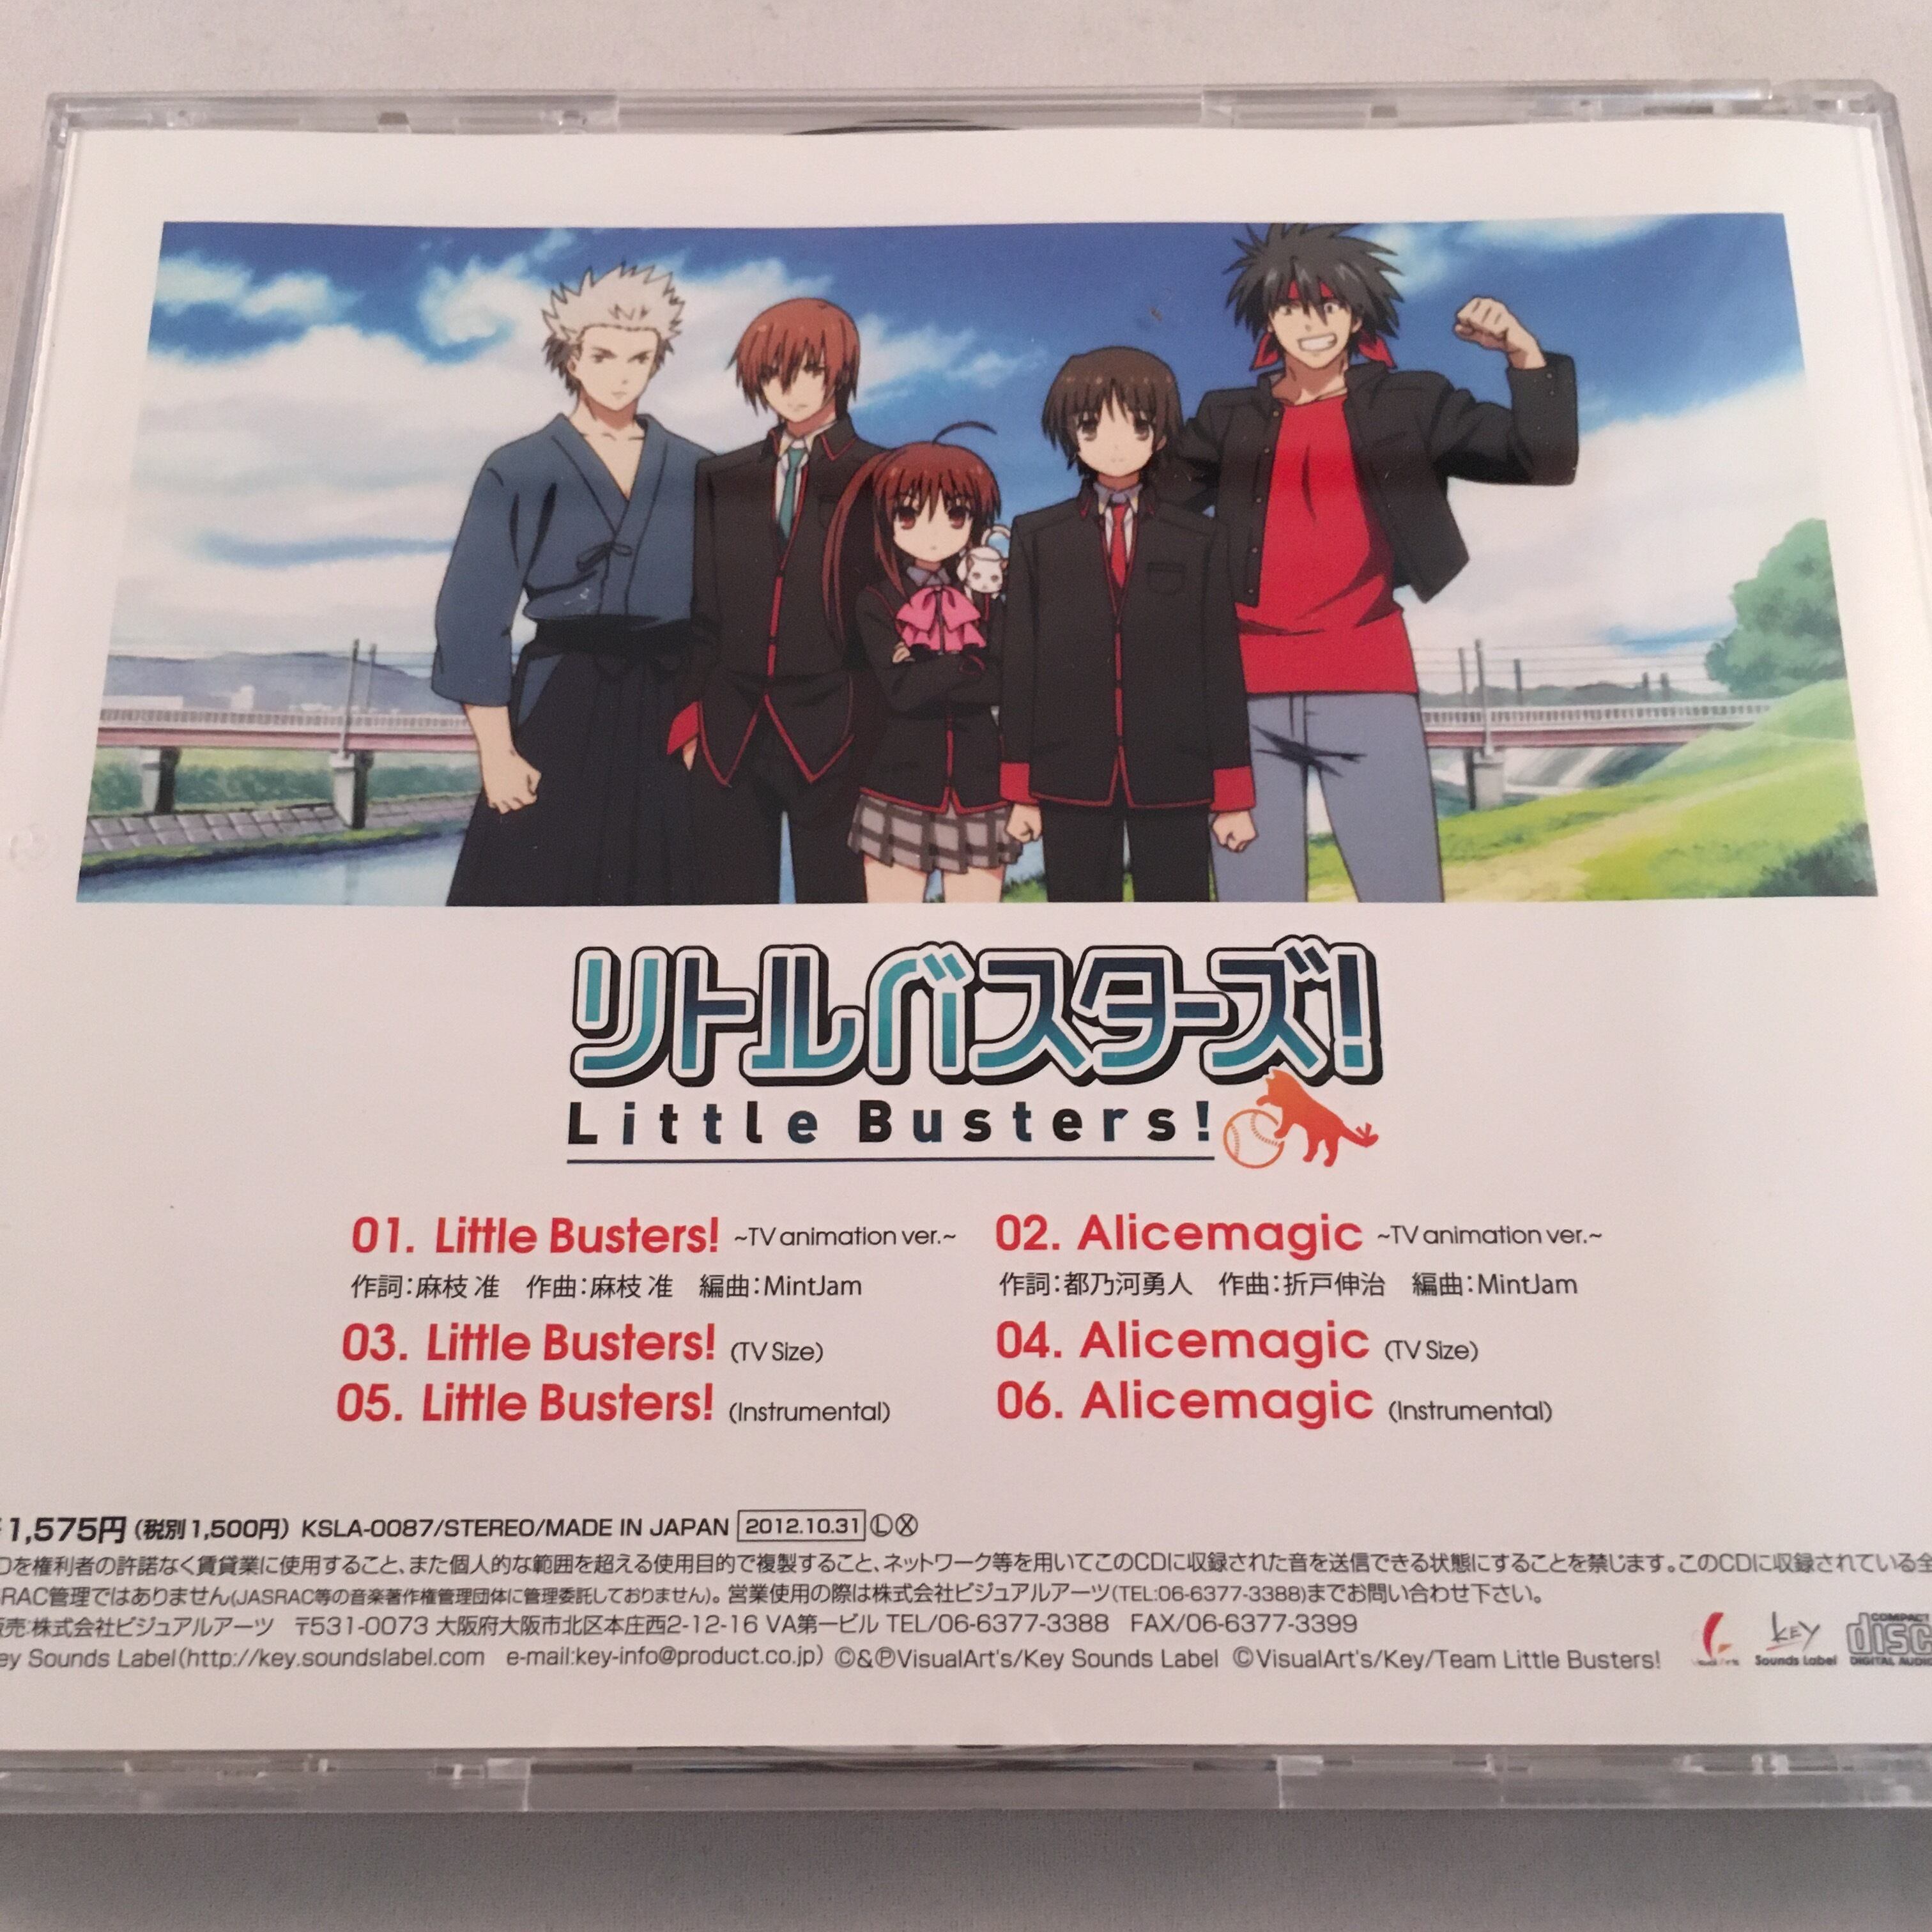 リトルバスターズ!
Little Busters!
01. Little Busters! ~TV animation ver.~
作詞:麻枝 准 作曲:麻枝 准 編曲:MintJam
02. Alicemagic ~TV animation ver.~
作詞:都乃河勇人 作曲:折戸伸治 編曲:MintJam
03. Little Busters! (TV Size)
04. Alicemagic (TV Size)
05. Little Busters! (Instrumental)
06. Alicemagic (Instrumental)
1,575円 (税別1,500円) KSLA-0087/STEREO/MADE IN JAPAN 2012.10.31 Ⓛ Ⓧ
Dを権利者の許諾なく賃貸業に使用すること、また個人的な範囲を超える使用目的で複製すること、ネットワーク等を用いてこのCDに収録された音を送信できる状態にすることを禁じます。このCDに収録されている全
RAC管理ではありません(JASRAC等の音楽著作権管理団体に管理委託しておりません)。営業使用の際は株式会社ビジュアルアーツ(TEL:06-6377-3388)までお問い合わせ下さい。
売:株式会社ビジュアルアーツ 〒531-0073 大阪府大阪市北区本庄西2-12-16 VA第一ビル TEL/06-6377-3388 FAX/06-6377-3399
ey Sounds Label(http://key.soundslabel.com e-mail:key-info@product.co.jp) ©&ⓅVisualArt's/Key Sounds Label ©VisualArt's/Key/Team Little Busters!
KEY
Sounds Label
COMPACT
disc
DIGITAL AUDIO